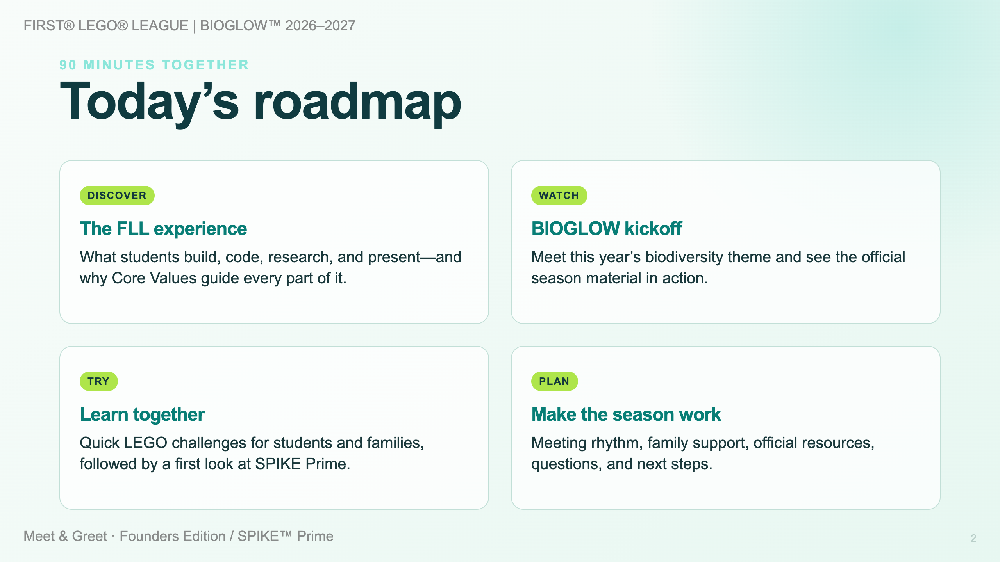 FIRST® LEGO® LEAGUE | BIOGLOW™ 2026–2027
90 MINUTES TOGETHER
Today’s roadmap
DISCOVER
The FLL experience
What students build, code, research, and present—and
why Core Values guide every part of it.
WATCH
BIOGLOW kickoff
Meet this year’s biodiversity theme and see the official
season material in action.
TRY
Learn together
Quick LEGO challenges for students and families,
followed by a first look at SPIKE Prime.
PLAN
Make the season work
Meeting rhythm, family support, official resources,
questions, and next steps.
Meet & Greet · Founders Edition / SPIKE™ Prime
2